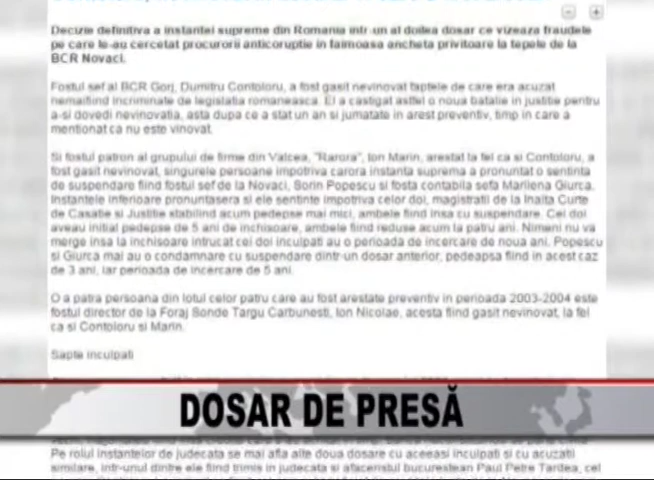 Decizie definitiva a instantei supreme din Romania intr-un al doilea dosar ce vizeaza fraudele
pe care le-au cercetat procurorii anticoruptie in faimoasa ancheta privitoare la tepele de la
BCR Novaci.
Fostul sef al BCR Gorj, Dumitru Contoloru, a fost gasit nevinovat faptele de care era acuzat
nemaifiind incriminate de legislatia romaneasca. El a castigat astfel o noua batalie in justitie pentru
a-si dovedi nevinovatia, asta dupa ce a stat un an si jumatate in arest preventiv, timp in care a
mentionat ca nu este vinovat.
Si fostul patron al grupului de firme din Valcea, "Rarora", Ion Marin, arestat la fel ca si Contoloru, a
fost gasit nevinovat, singurele persoane impotriva carora instanta suprema a pronuntat o sentinta
de suspendare fiind fostul sef de la Novaci, Sorin Popescu si fosta contabila sefa Marilena Giurca.
Instantele inferioare pronuntasera si ele sentinte impotriva celor doi, magistratii de la Inalta Curte
de Casatie si Justitie stabilind acum pedepse mai mici, ambele fiind insa cu suspendare. Cei doi
aveau initial pedepse de 5 ani de inchisoare, ambele fiind reduse acum la patru ani. Nimeni nu va
merge insa la inchisoare intrucat cei doi inculpati au o perioada de incercare de noua ani. Popescu
si Giurca mai au o condamnare cu suspendare dintr-un dosar anterior, pedeapsa fiind in acest caz
de 3 ani, iar perioada de incercare de 5 ani.
O a patra persoana din lotul celor patru care au fost arestate preventiv in perioada 2003-2004 este
fostul director de la Foraj Sonde Targu Carbunesti, Ion Nicolae, acesta fiind gasit nevinovat, la fel
ca si Contoloru si Marin.
Sapte inculpati
DOSAR DE PRESĂ
Pe rolul instantelor de judecata se mai afla alte doua dosare cu aceeasi inculpati si cu acuzatii
similare, intr-unul dintre ele fiind trimis in judecata si afaceristul bucurestean Paul Petre Tardea, cel